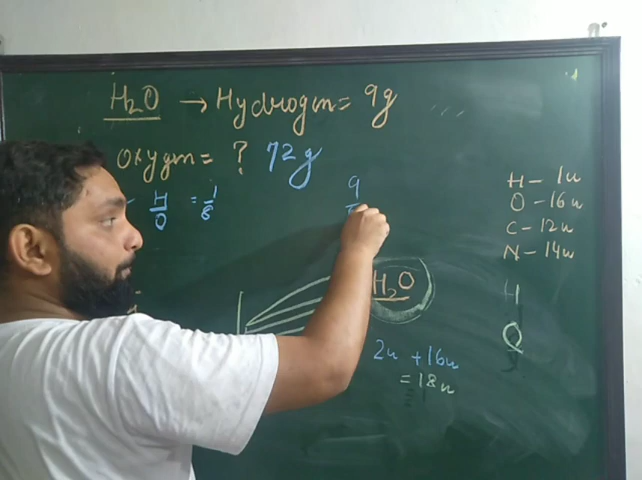 H₂O → Hydrogen = 9g
Oxygen = ? 72g
H/O = 1/8
9
H - 1u
O - 16u
C - 12u
N - 14u
H
O
H₂O
2u + 16u
= 18u